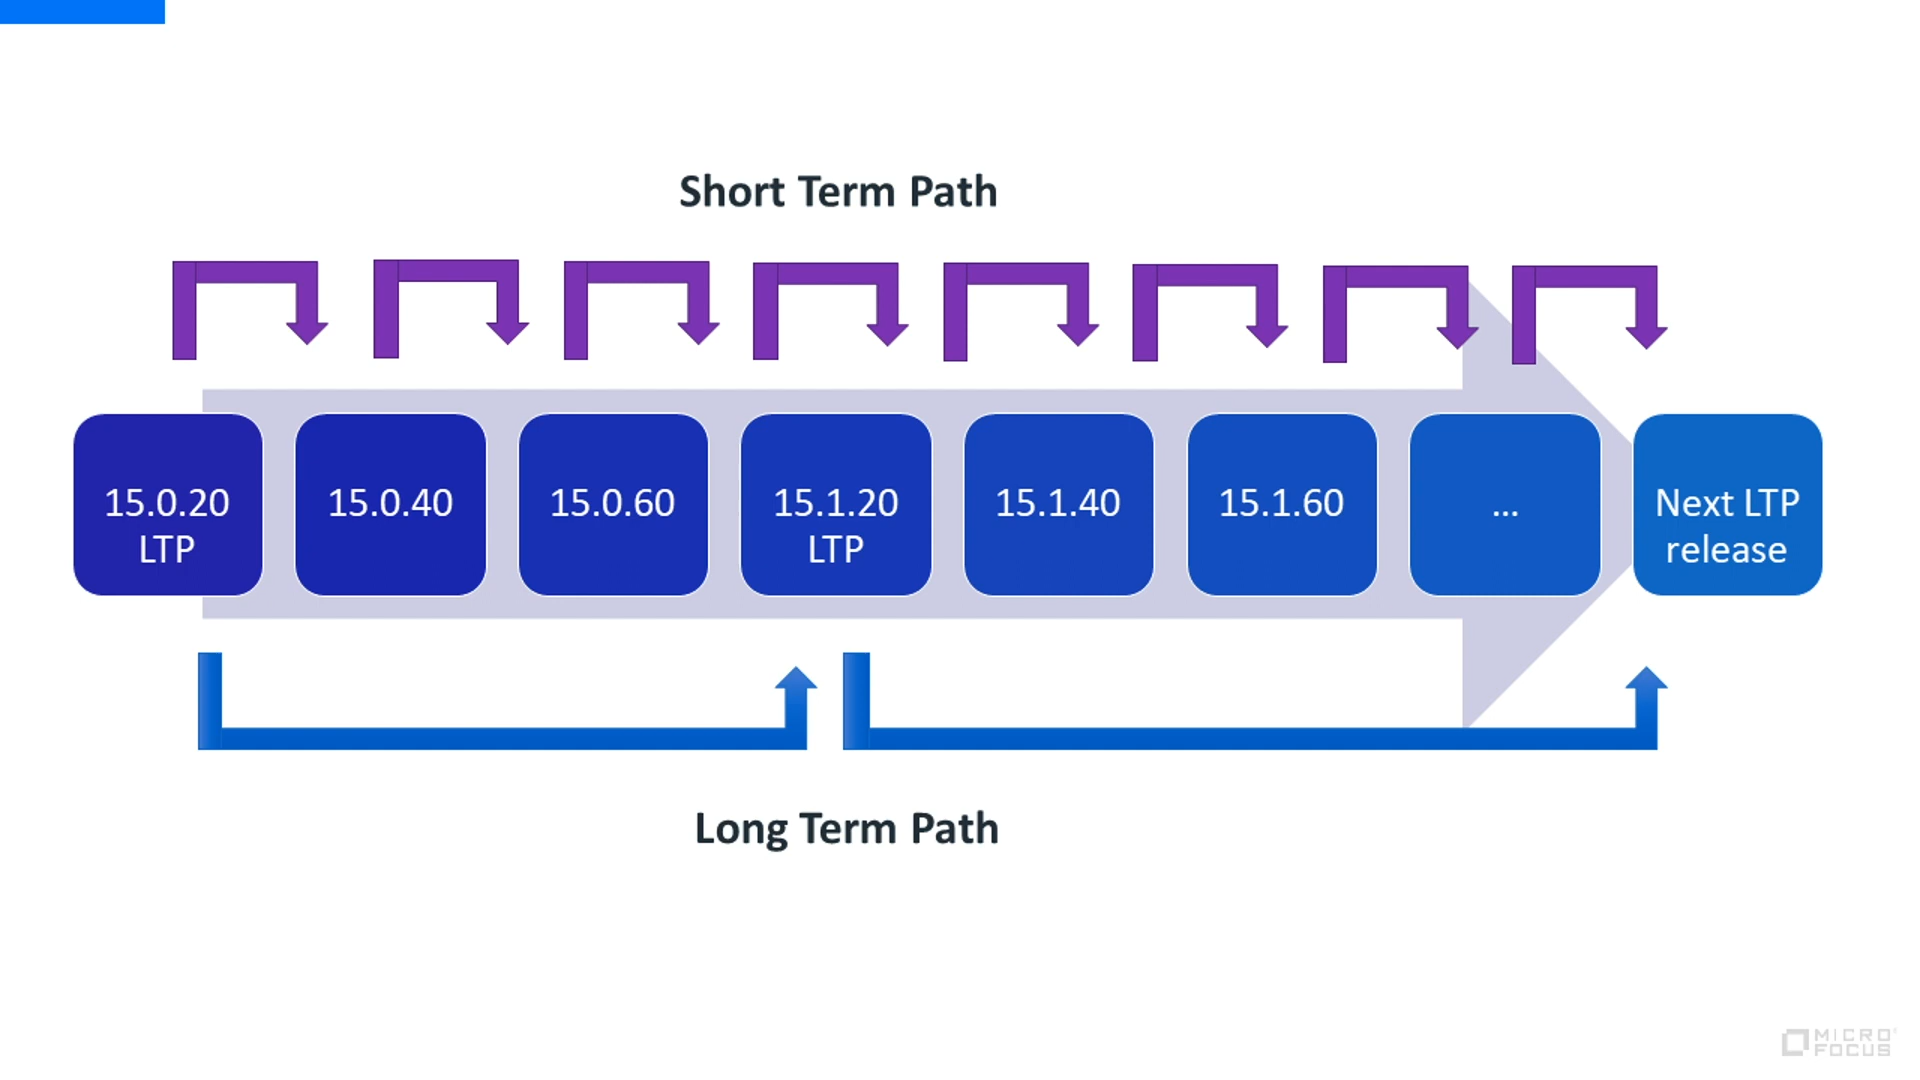 Short Term Path
15.0.20
LTP
15.0.40
15.0.60
15.1.20
LTP
15.1.40
15.1.60
...
Next LTP
release
Long Term Path
MICRO
FOCUS